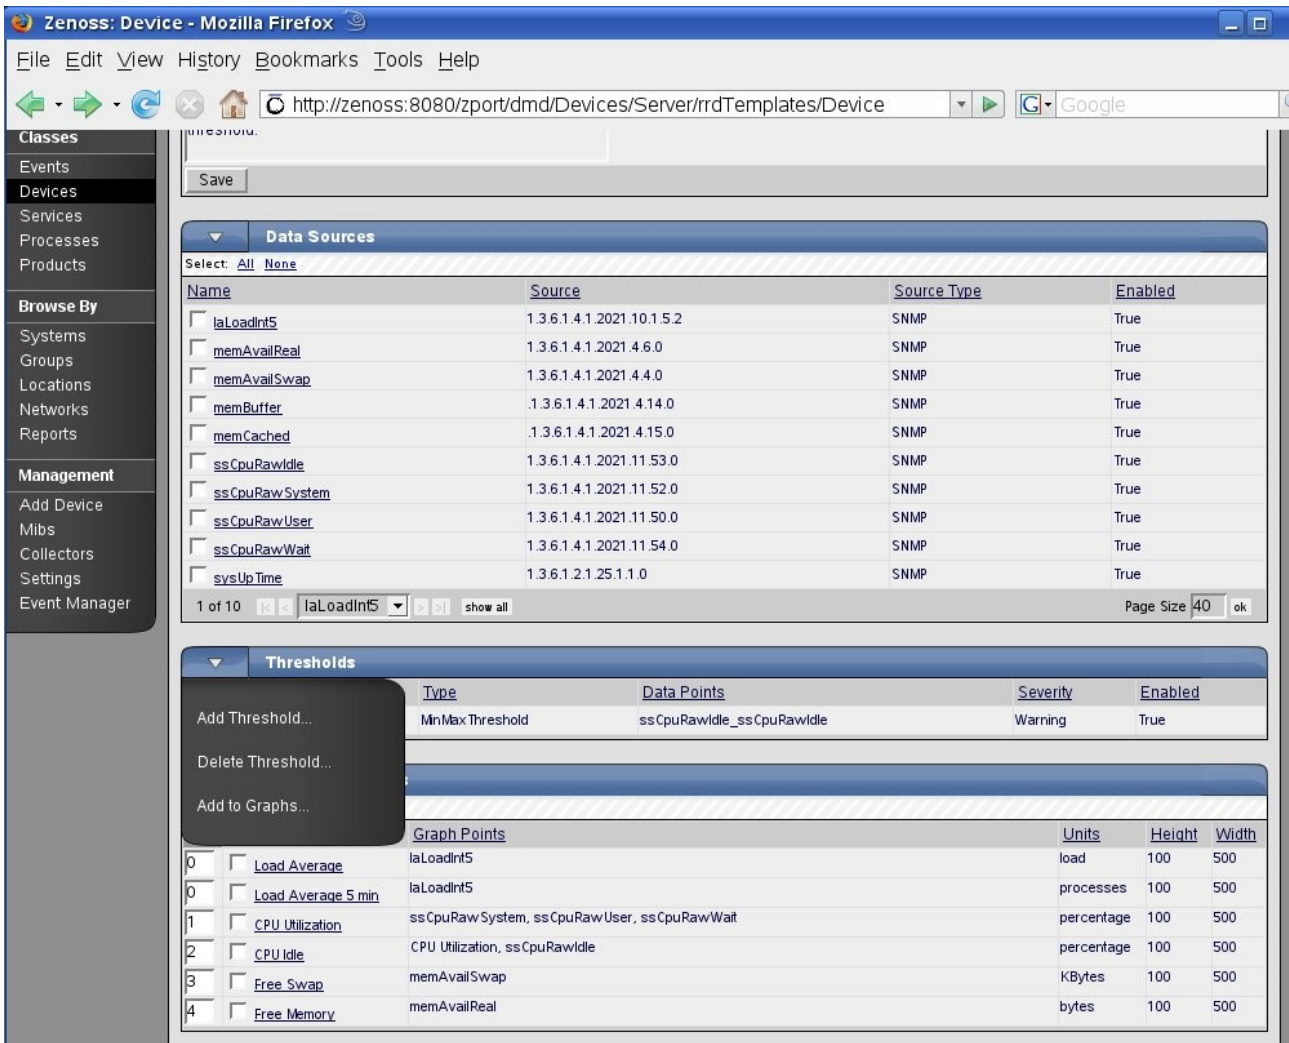 Zenoss: Device - Mozilla Firefox
File Edit View History Bookmarks Tools Help
http://zenoss:8080/zport/dmd/Devices/Server/rrdTemplates/Device G Google
Classes
Events
Devices
Services
Processes
Products
Browse By
Systems
Groups
Locations
Networks
Reports
Management
Add Device
Mibs
Collectors
Settings
Event Manager
threshold.
Save
Data Sources
Select: All None
Name Source Source Type Enabled
laLoadInt5 1.3.6.1.4.1.2021.10.1.5.2 SNMP True
memAvailReal 1.3.6.1.4.1.2021.4.6.0 SNMP True
memAvailSwap 1.3.6.1.4.1.2021.4.4.0 SNMP True
memBuffer .1.3.6.1.4.1.2021.4.14.0 SNMP True
memCached .1.3.6.1.4.1.2021.4.15.0 SNMP True
ssCpuRawIdle 1.3.6.1.4.1.2021.11.53.0 SNMP True
ssCpuRawSystem 1.3.6.1.4.1.2021.11.52.0 SNMP True
ssCpuRawUser 1.3.6.1.4.1.2021.11.50.0 SNMP True
ssCpuRawWait 1.3.6.1.4.1.2021.11.54.0 SNMP True
sysUpTime 1.3.6.1.2.1.25.1.1.0 SNMP True
1 of 10 |< < laLoadInt5 > >| show all Page Size 40 ok
Thresholds
Type Data Points Severity Enabled
MinMaxThreshold ssCpuRawIdle_ssCpuRawIdle Warning True
Add Threshold...
Delete Threshold...
Add to Graphs...
Graph Points Units Height Width
0 Load Average laLoadInt5 load 100 500
0 Load Average 5 min laLoadInt5 processes 100 500
1 CPU Utilization ssCpuRawSystem, ssCpuRawUser, ssCpuRawWait percentage 100 500
2 CPU Idle CPU Utilization, ssCpuRawIdle percentage 100 500
3 Free Swap memAvailSwap KBytes 100 500
4 Free Memory memAvailReal bytes 100 500